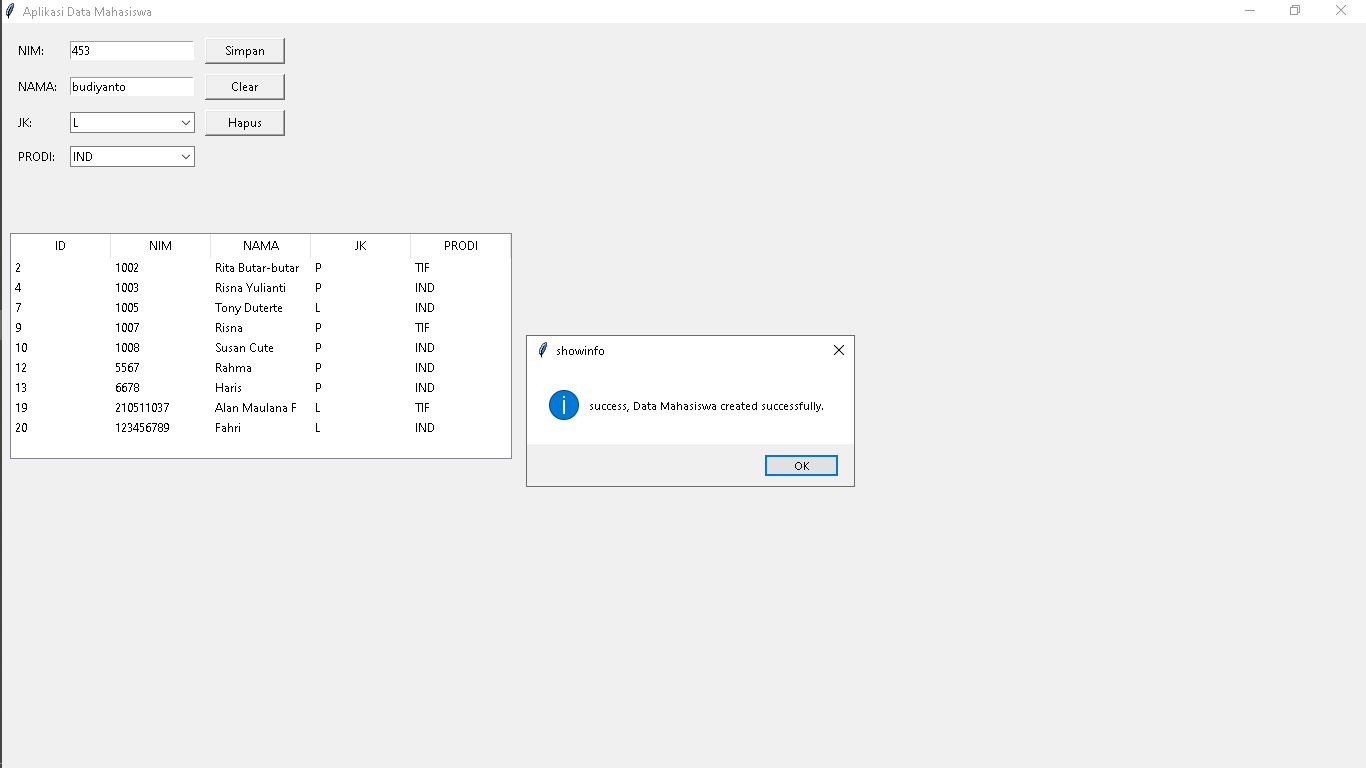 Aplikasi Data Mahasiswa
NIM: 453 Simpan
NAMA: budiyanto Clear
JK: L Hapus
PRODI: IND
ID NIM NAMA JK PRODI
2 1002 Rita Butar-butar P TIF
4 1003 Risna Yulianti P IND
7 1005 Tony Duterte L IND
9 1007 Risna P TIF
10 1008 Susan Cute P IND
12 5567 Rahma P IND
13 6678 Haris P IND
19 210511037 Alan Maulana F L TIF
20 123456789 Fahri L IND
showinfo
success, Data Mahasiswa created successfully.
OK